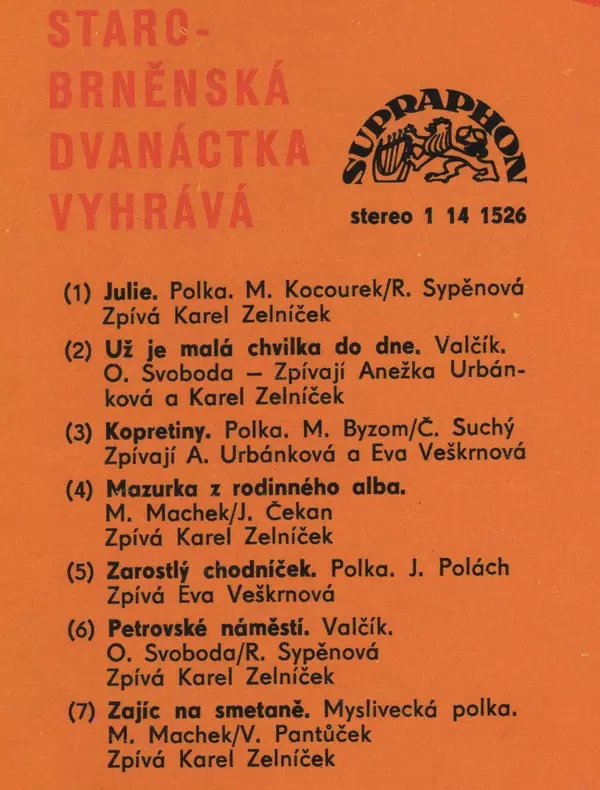 STARO-
BRNĚNSKÁ
DVANÁCTKA
VYHRÁVÁ
SUPRAPHON
stereo 1 14 1526
(1) Julie. Polka. M. Kocourek/R. Sypěnová
Zpívá Karel Zelníček
(2) Už je malá chvilka do dne. Valčík.
O. Svoboda – Zpívají Anežka Urbán-
ková a Karel Zelníček
(3) Kopretiny. Polka. M. Byzom/Č. Suchý
Zpívají A. Urbánková a Eva Veškrnová
(4) Mazurka z rodinného alba.
M. Machek/J. Čekan
Zpívá Karel Zelníček
(5) Zarostlý chodníček. Polka. J. Polách
Zpívá Eva Veškrnová
(6) Petrovské náměstí. Valčík.
O. Svoboda/R. Sypěnová
Zpívá Karel Zelníček
(7) Zajíc na smetaně. Myslivecká polka.
M. Machek/V. Pantůček
Zpívá Karel Zelníček